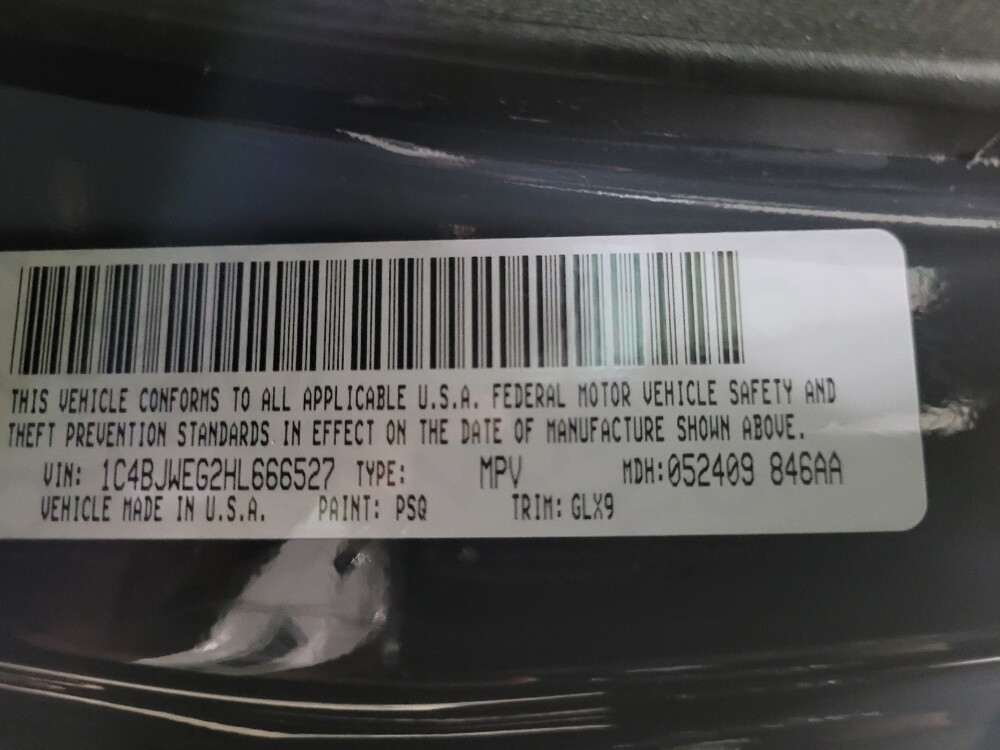 THIS VEHICLE CONFORMS TO ALL APPLICABLE U.S.A. FEDERAL MOTOR VEHICLE SAFETY AND
THEFT PREVENTION STANDARDS IN EFFECT ON THE DATE OF MANUFACTURE SHOWN ABOVE.
VIN: 1C4BJWEG2HL666527 TYPE: MPV MDH:052409 846AA
VEHICLE MADE IN U.S.A. PAINT: PSQ TRIM: GLX9